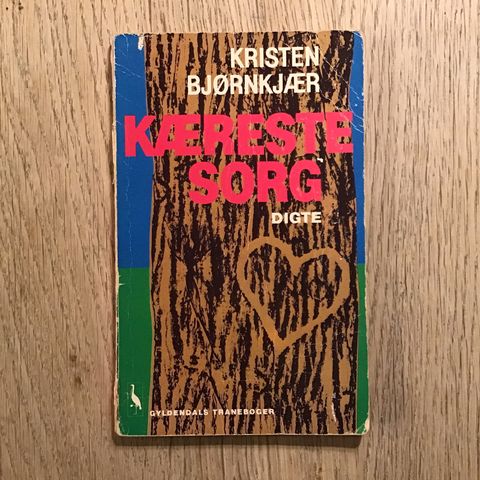 KRISTEN
BJØRNKJÆR
KÆRESTE
SORG
DIGTE
GYLDENDALS TRANEBØGER